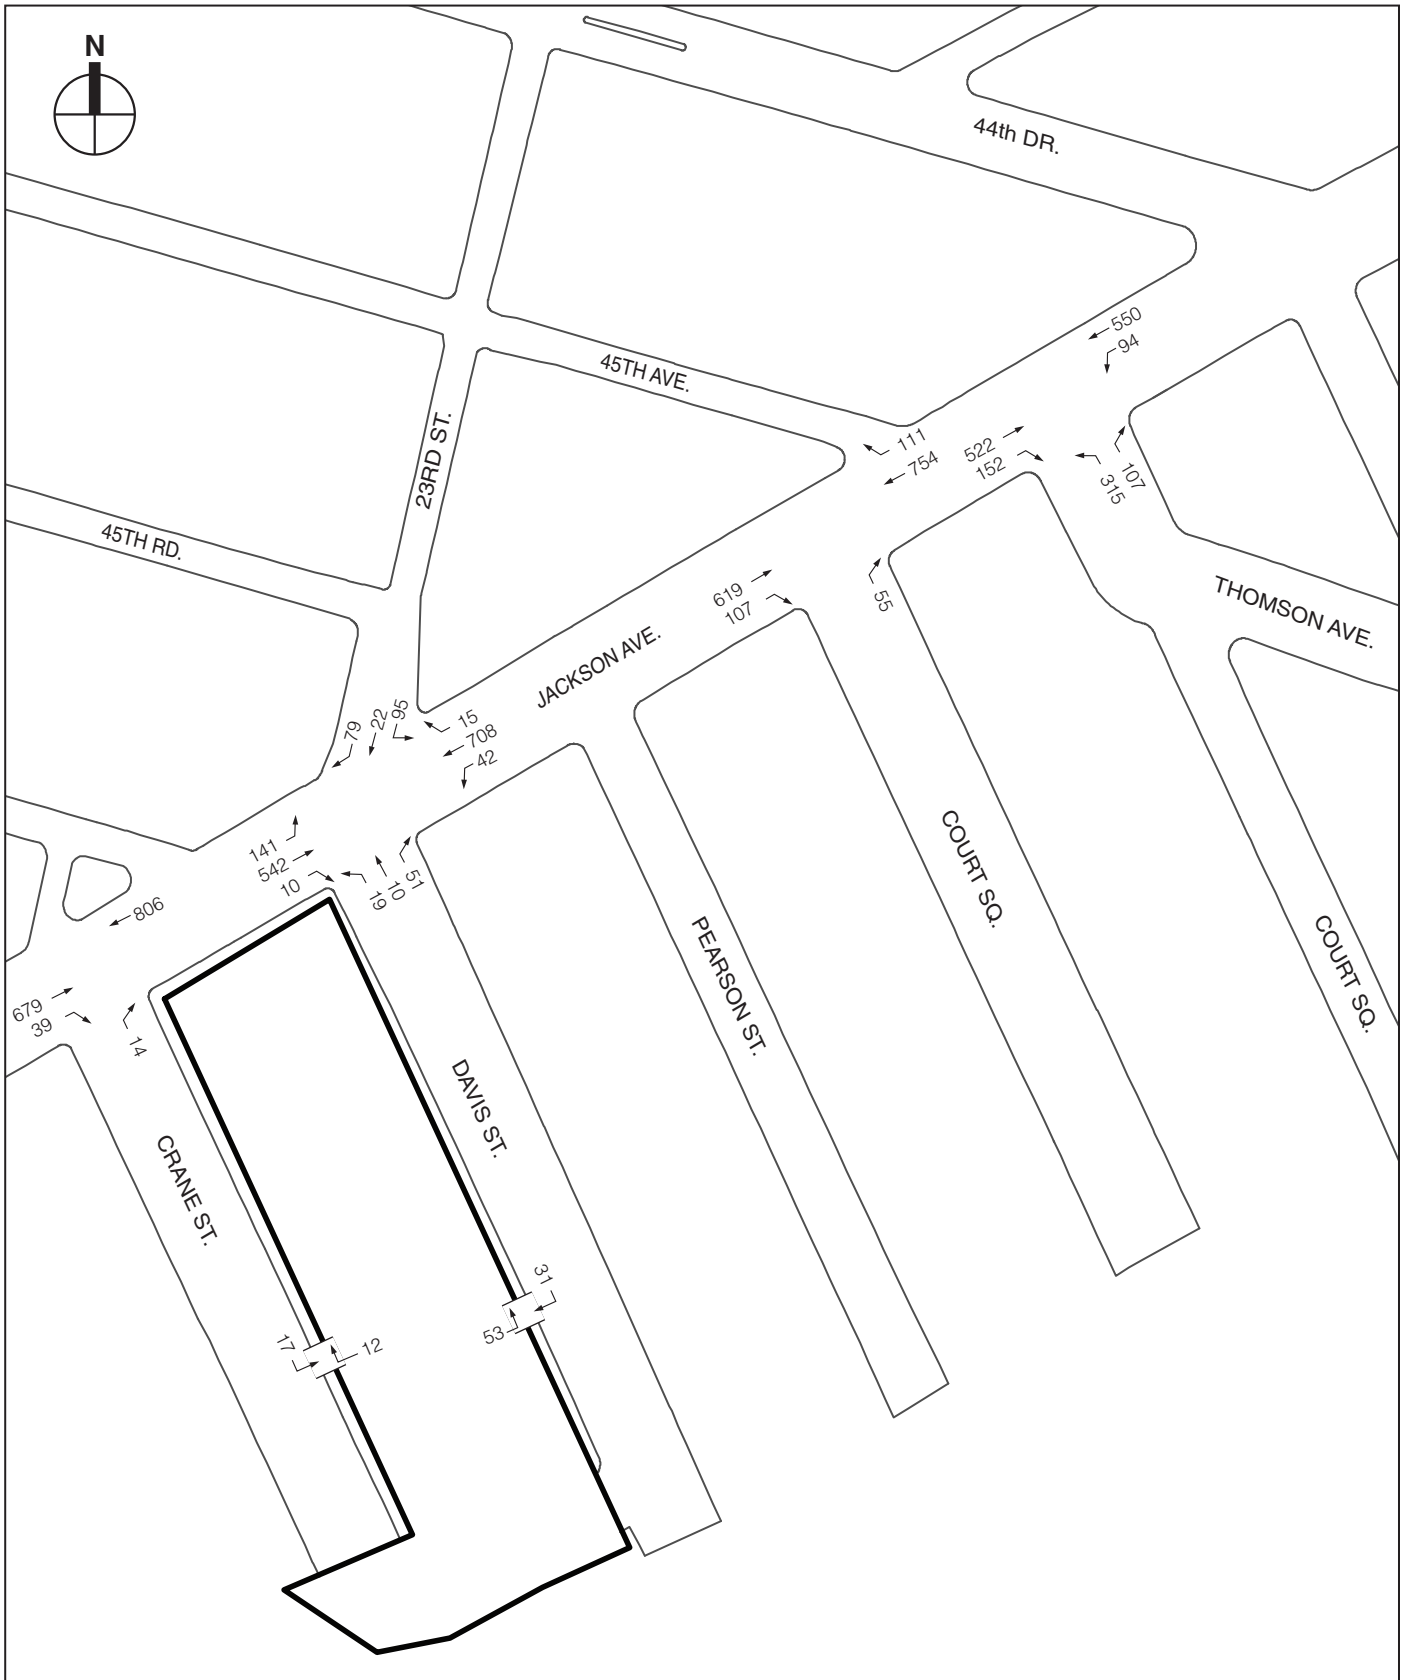 N
44th DR.
550
94
45TH AVE.
23RD ST.
111
754
522
152
107
315
45TH RD.
THOMSON AVE.
619
107
55
JACKSON AVE.
79
22
95
15
708
42
141
542
10
19
10
51
COURT SQ.
806
PEARSON ST.
COURT SQ.
679
39
14
DAVIS ST.
CRANE ST.
31
53
17
12